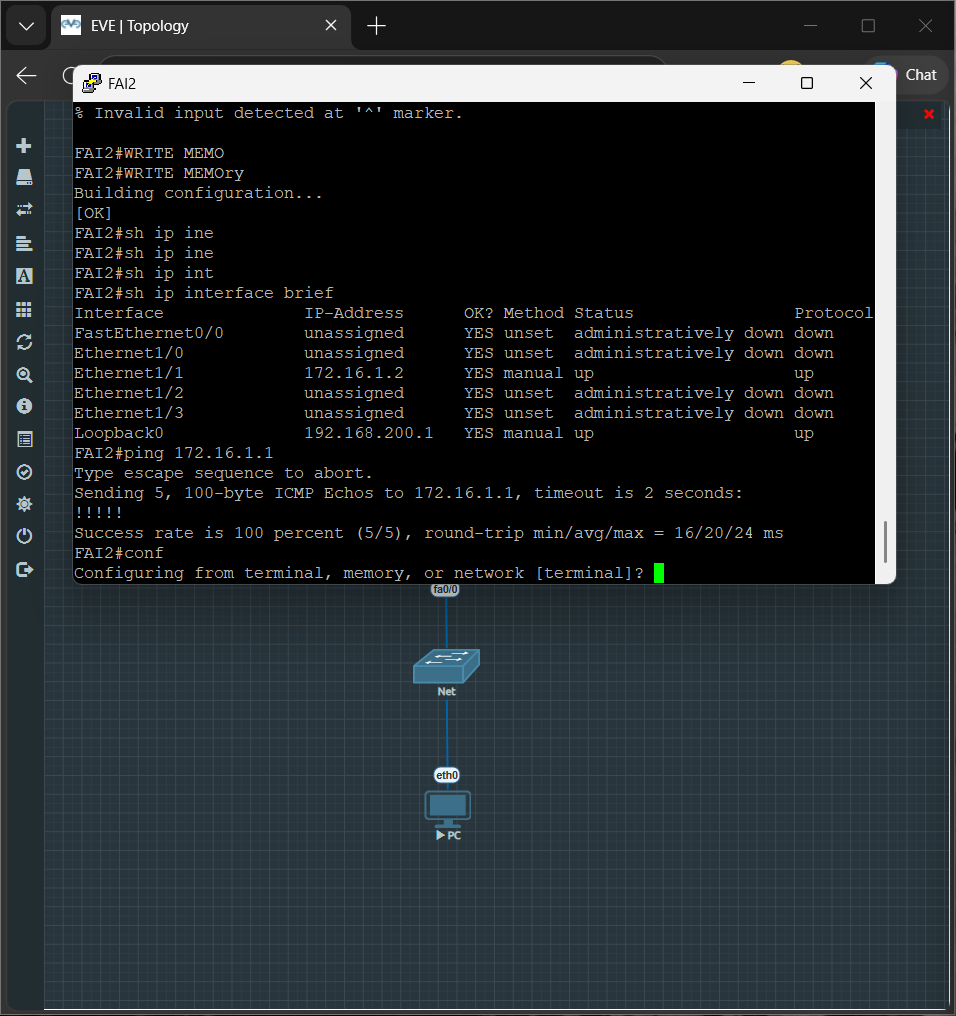 EVE | Topology
Chat
FAI2
% Invalid input detected at '^' marker.
FAI2#WRITE MEMO
FAI2#WRITE MEMOry
Building configuration...
[OK]
FAI2#sh ip ine
FAI2#sh ip ine
FAI2#sh ip int
FAI2#sh ip interface brief
Interface IP-Address OK? Method Status Protocol
FastEthernet0/0 unassigned YES unset administratively down down
Ethernet1/0 unassigned YES unset administratively down down
Ethernet1/1 172.16.1.2 YES manual up up
Ethernet1/2 unassigned YES unset administratively down down
Ethernet1/3 unassigned YES unset administratively down down
Loopback0 192.168.200.1 YES manual up up
FAI2#ping 172.16.1.1
Type escape sequence to abort.
Sending 5, 100-byte ICMP Echos to 172.16.1.1, timeout is 2 seconds:
!!!!!
Success rate is 100 percent (5/5), round-trip min/avg/max = 16/20/24 ms
FAI2#conf
Configuring from terminal, memory, or network [terminal]?
fa0/0
Net
eth0
PC